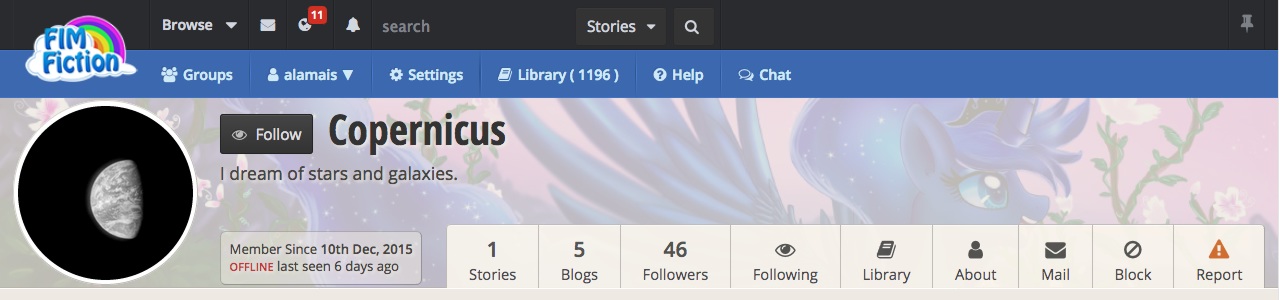 FIM
Fiction
Browse
11
search
Stories
Groups
alamais
Settings
Library ( 1196 )
Help
Chat
Follow
Copernicus
I dream of stars and galaxies.
Member Since 10th Dec, 2015
OFFLINE last seen 6 days ago
1
Stories
5
Blogs
46
Followers
Following
Library
About
Mail
Block
Report